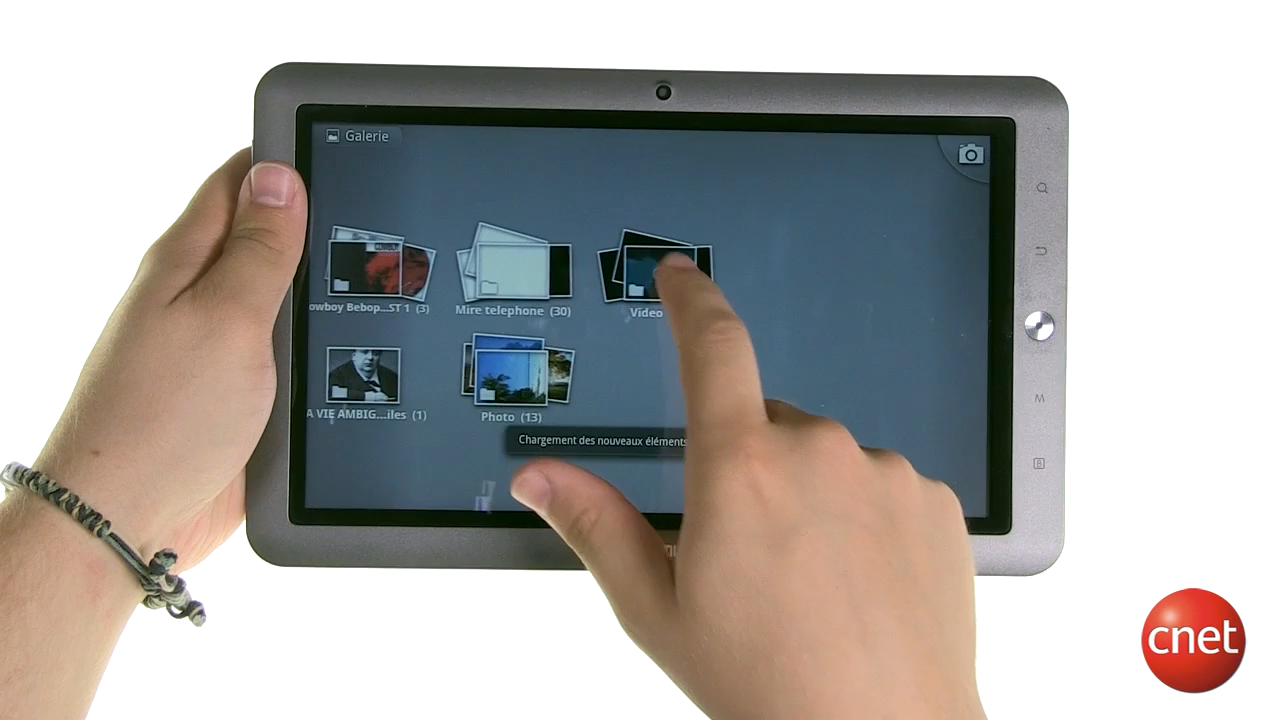 Galerie
owboy Bebop...ST 1 (3)
Mire telephone (30)
Video
A VIE AMBIG...iles (1)
Photo (13)
Chargement des nouveaux éléments
M
B
cnet